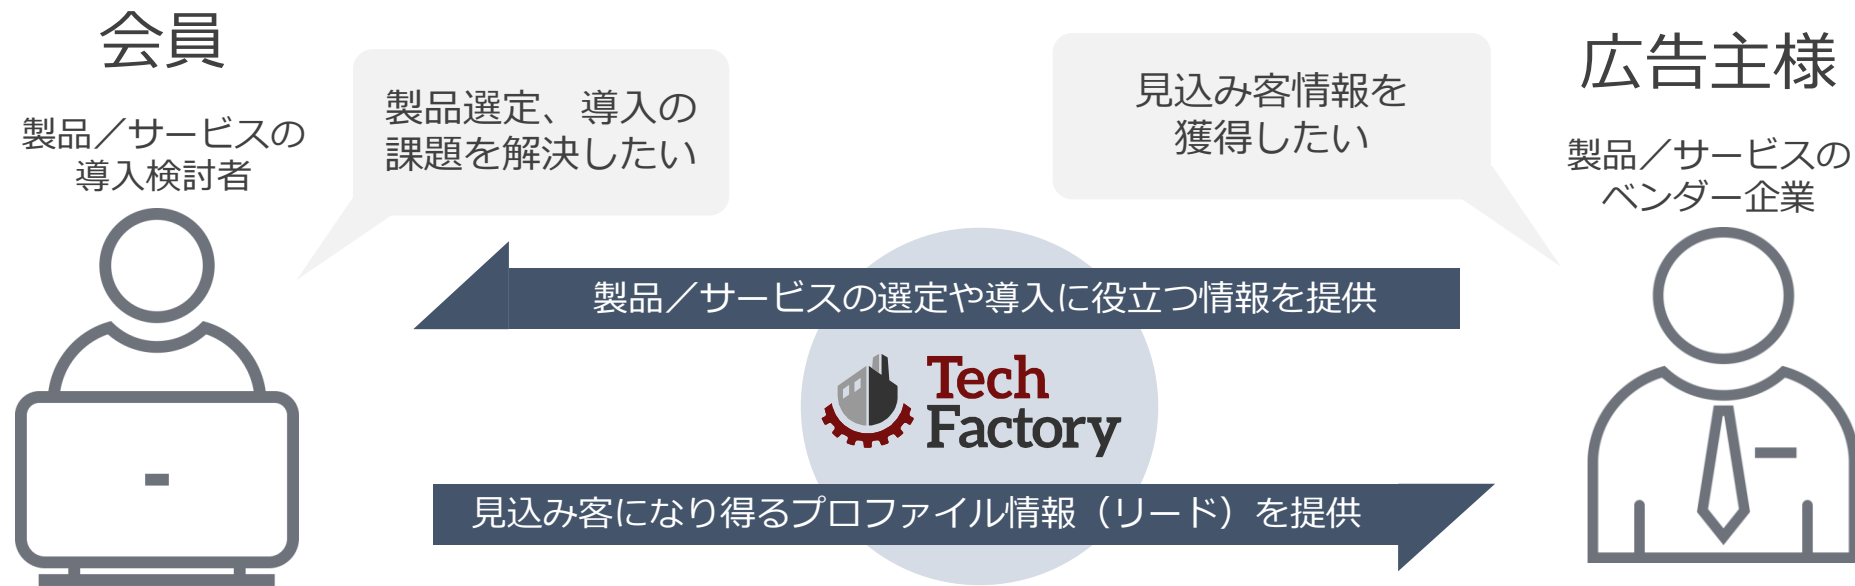 会員
製品／サービスの
導入検討者
製品選定、導入の
課題を解決したい
見込み客情報を
獲得したい
広告主様
製品／サービスの
ベンダー企業
製品／サービスの選定や導入に役立つ情報を提供
Tech
Factory
見込み客になり得るプロファイル情報（リード）を提供